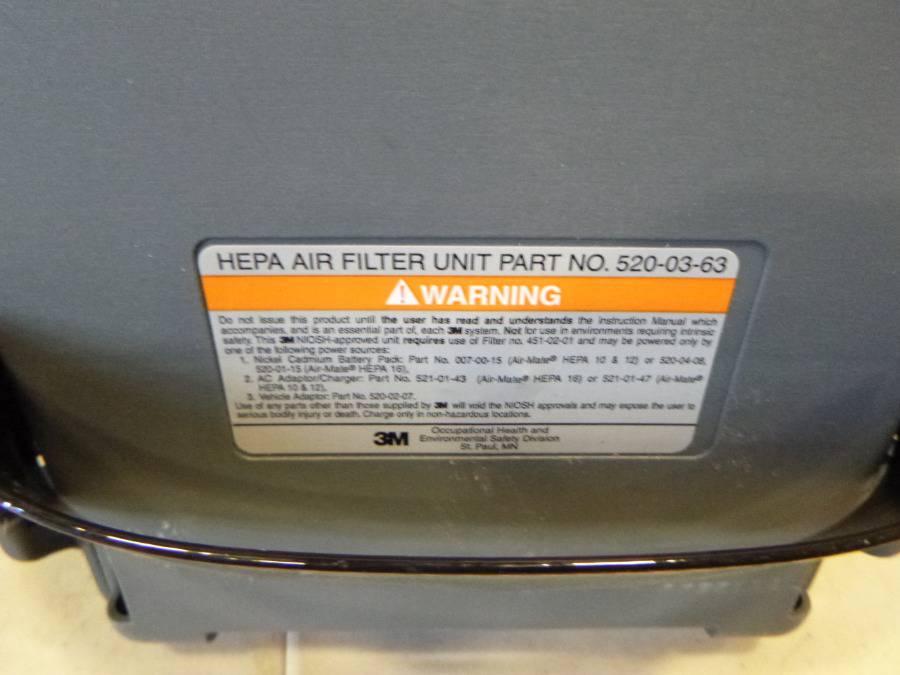 HEPA AIR FILTER UNIT PART NO. 520-03-63
WARNING
Do not issue this product until the user has read and understands the Instruction Manual which
accompanies, and is an essential part of, each 3M system. Not for use in environments requiring intrinsic
safety. This 3M NIOSH-approved unit requires use of Filter no. 451-02-01 and may be powered only by
one of the following power sources:
1. Nickel Cadmium Battery Pack: Part No. 007-00-15 (Air-Mate® HEPA 10 & 12) or 520-04-08,
520-01-15 (Air-Mate® HEPA 16),
2. AC Adaptor/Charger: Part No. 521-01-43 (Air-Mate® HEPA 16) or 521-01-47 (Air-Mate®
HEPA 10 & 12),
3. Vehicle Adaptor: Part No. 520-02-07.
Use of any parts other than those supplied by 3M will void the NIOSH approvals and may expose the user to
serious bodily injury or death. Charge only in non-hazardous locations.
3M Occupational Health and
Environmental Safety Division
St. Paul, MN